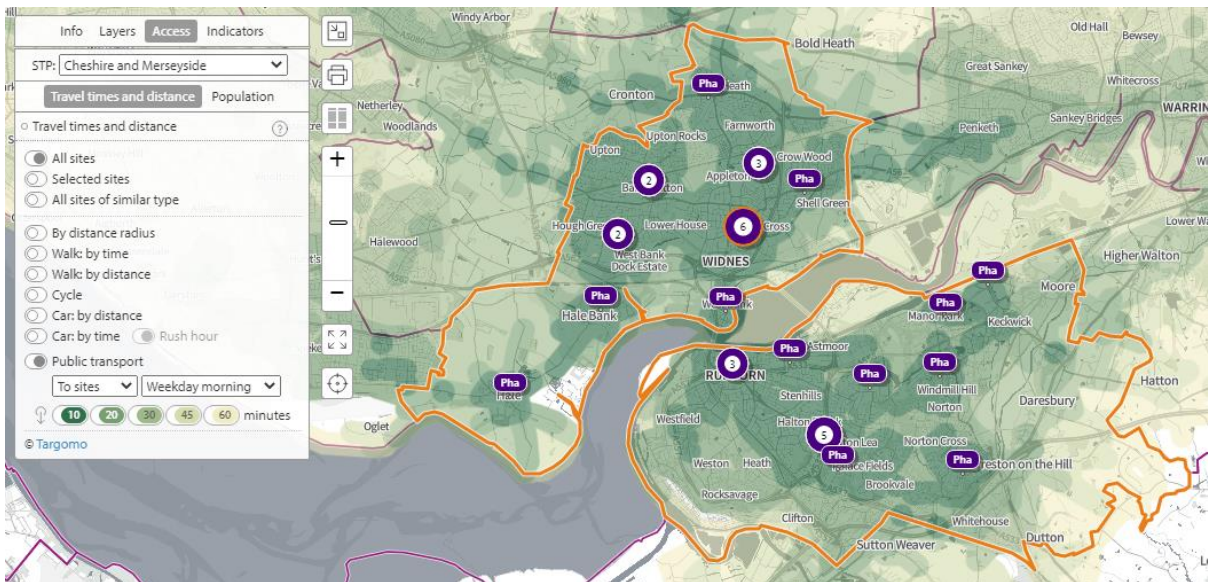 Info Layers Access Indicators
STP: Cheshire and Merseyside
Travel times and distance Population
Travel times and distance ?
All sites
Selected sites
All sites of similar type
By distance radius
Walk: by time
Walk: by distance
Cycle
Car: by distance
Car: by time Rush hour
Public transport
To sites Weekday morning
10 20 30 45 60 minutes
© Targomo
+
−
Windy Arbor
Old Hall
Bewsey
Bold Heath
Great Sankey
Whitecross
Pha
Cronton
Netherley
Woodlands
Farnworth
Upton Rocks
Penketh
Sankey Bridges
Upton
3
Crow Wood
Appleton
2
Pha
Shell Green
Hough Gre
2
Lower House
6
Cross
Halewood
West Bank
Dock Estate
WIDNES
Higher Walton
Pha
Moore
Pha
Hale Bank
Pha
Pha
Manor Park
Keckwick
Pha
Astmoor
3
Pha
Pha
Windmill Hill
Hatton
Pha
Hale
Stenhills
Norton
Daresbury
Westfield
Oglet
5
Norton Cross
Pha
Pha
reston on the Hill
Weston
Heath
Brookvale
Rocksavage
Clifton
Whitehouse
Sutton Weaver
Dutton